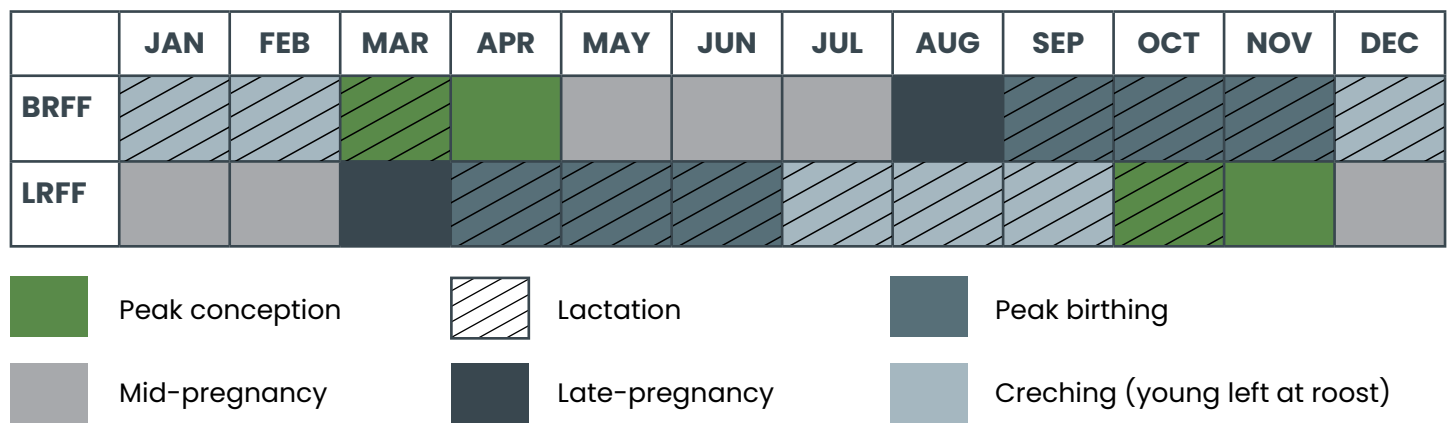 JAN FEB MAR APR MAY JUN JUL AUG SEP OCT NOV DEC
BRFF
LRFF
Peak conception Lactation Peak birthing
Mid-pregnancy Late-pregnancy Creching (young left at roost)